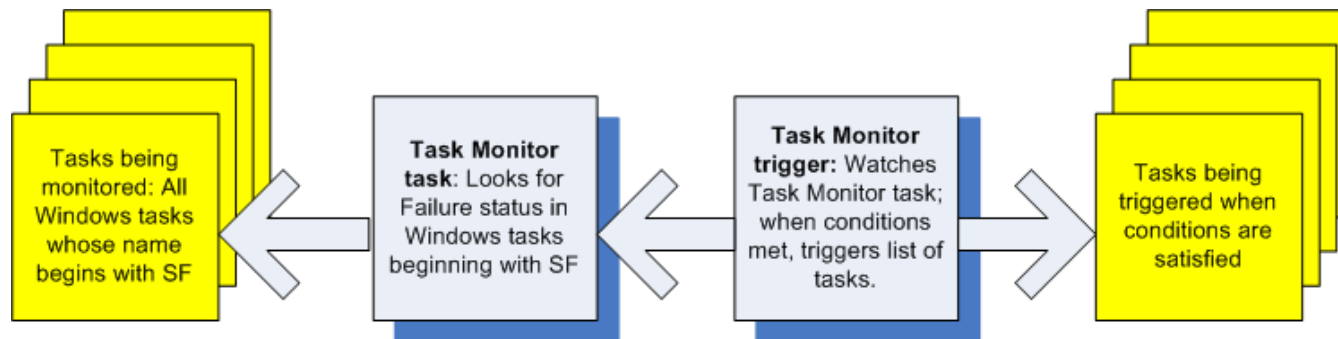 Tasks being
monitored: All
Windows tasks
whose name
begins with SF
Task Monitor
task: Looks for
Failure status in
Windows tasks
beginning with SF
Task Monitor
trigger: Watches
Task Monitor task;
when conditions
met, triggers list of
tasks.
Tasks being
triggered when
conditions are
satisfied